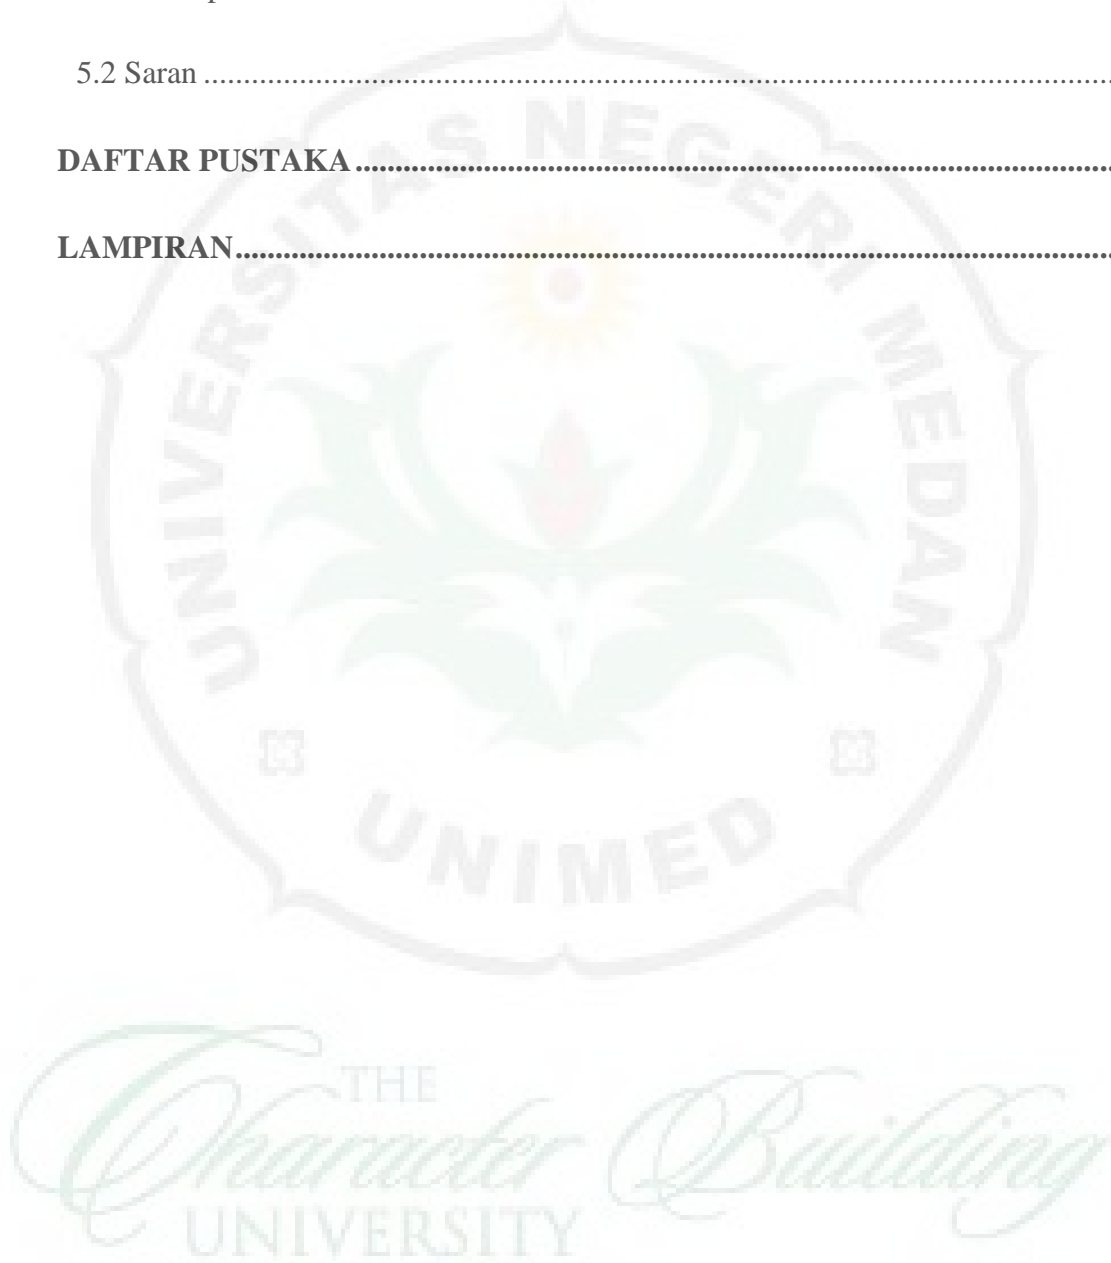 5.2 Saran ........................................................................................................................
DAFTAR PUSTAKA ................................................................................................
LAMPIRAN...............................................................................................................
UNIVERSITAS NEGERI MEDAN
UNIMED
THE
Character Building
UNIVERSITY